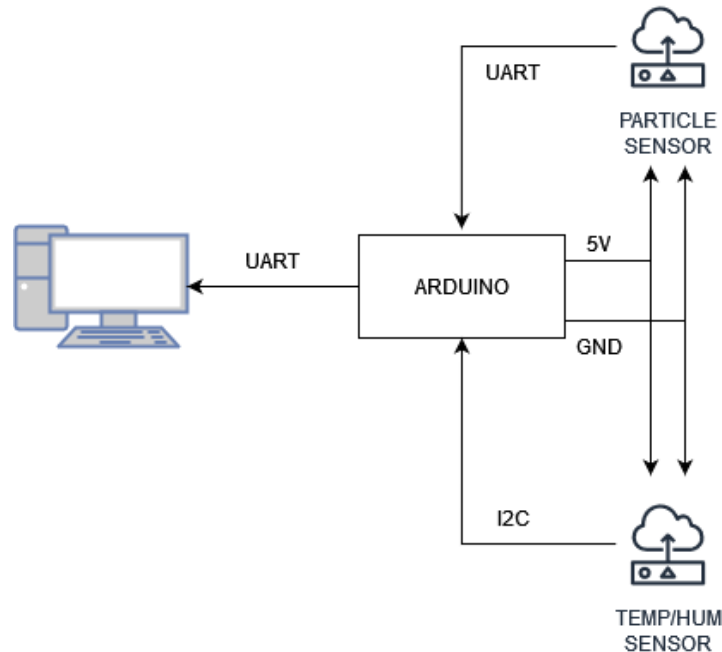 UART
PARTICLE
SENSOR
5V
UART
ARDUINO
GND
I2C
TEMP/HUM
SENSOR